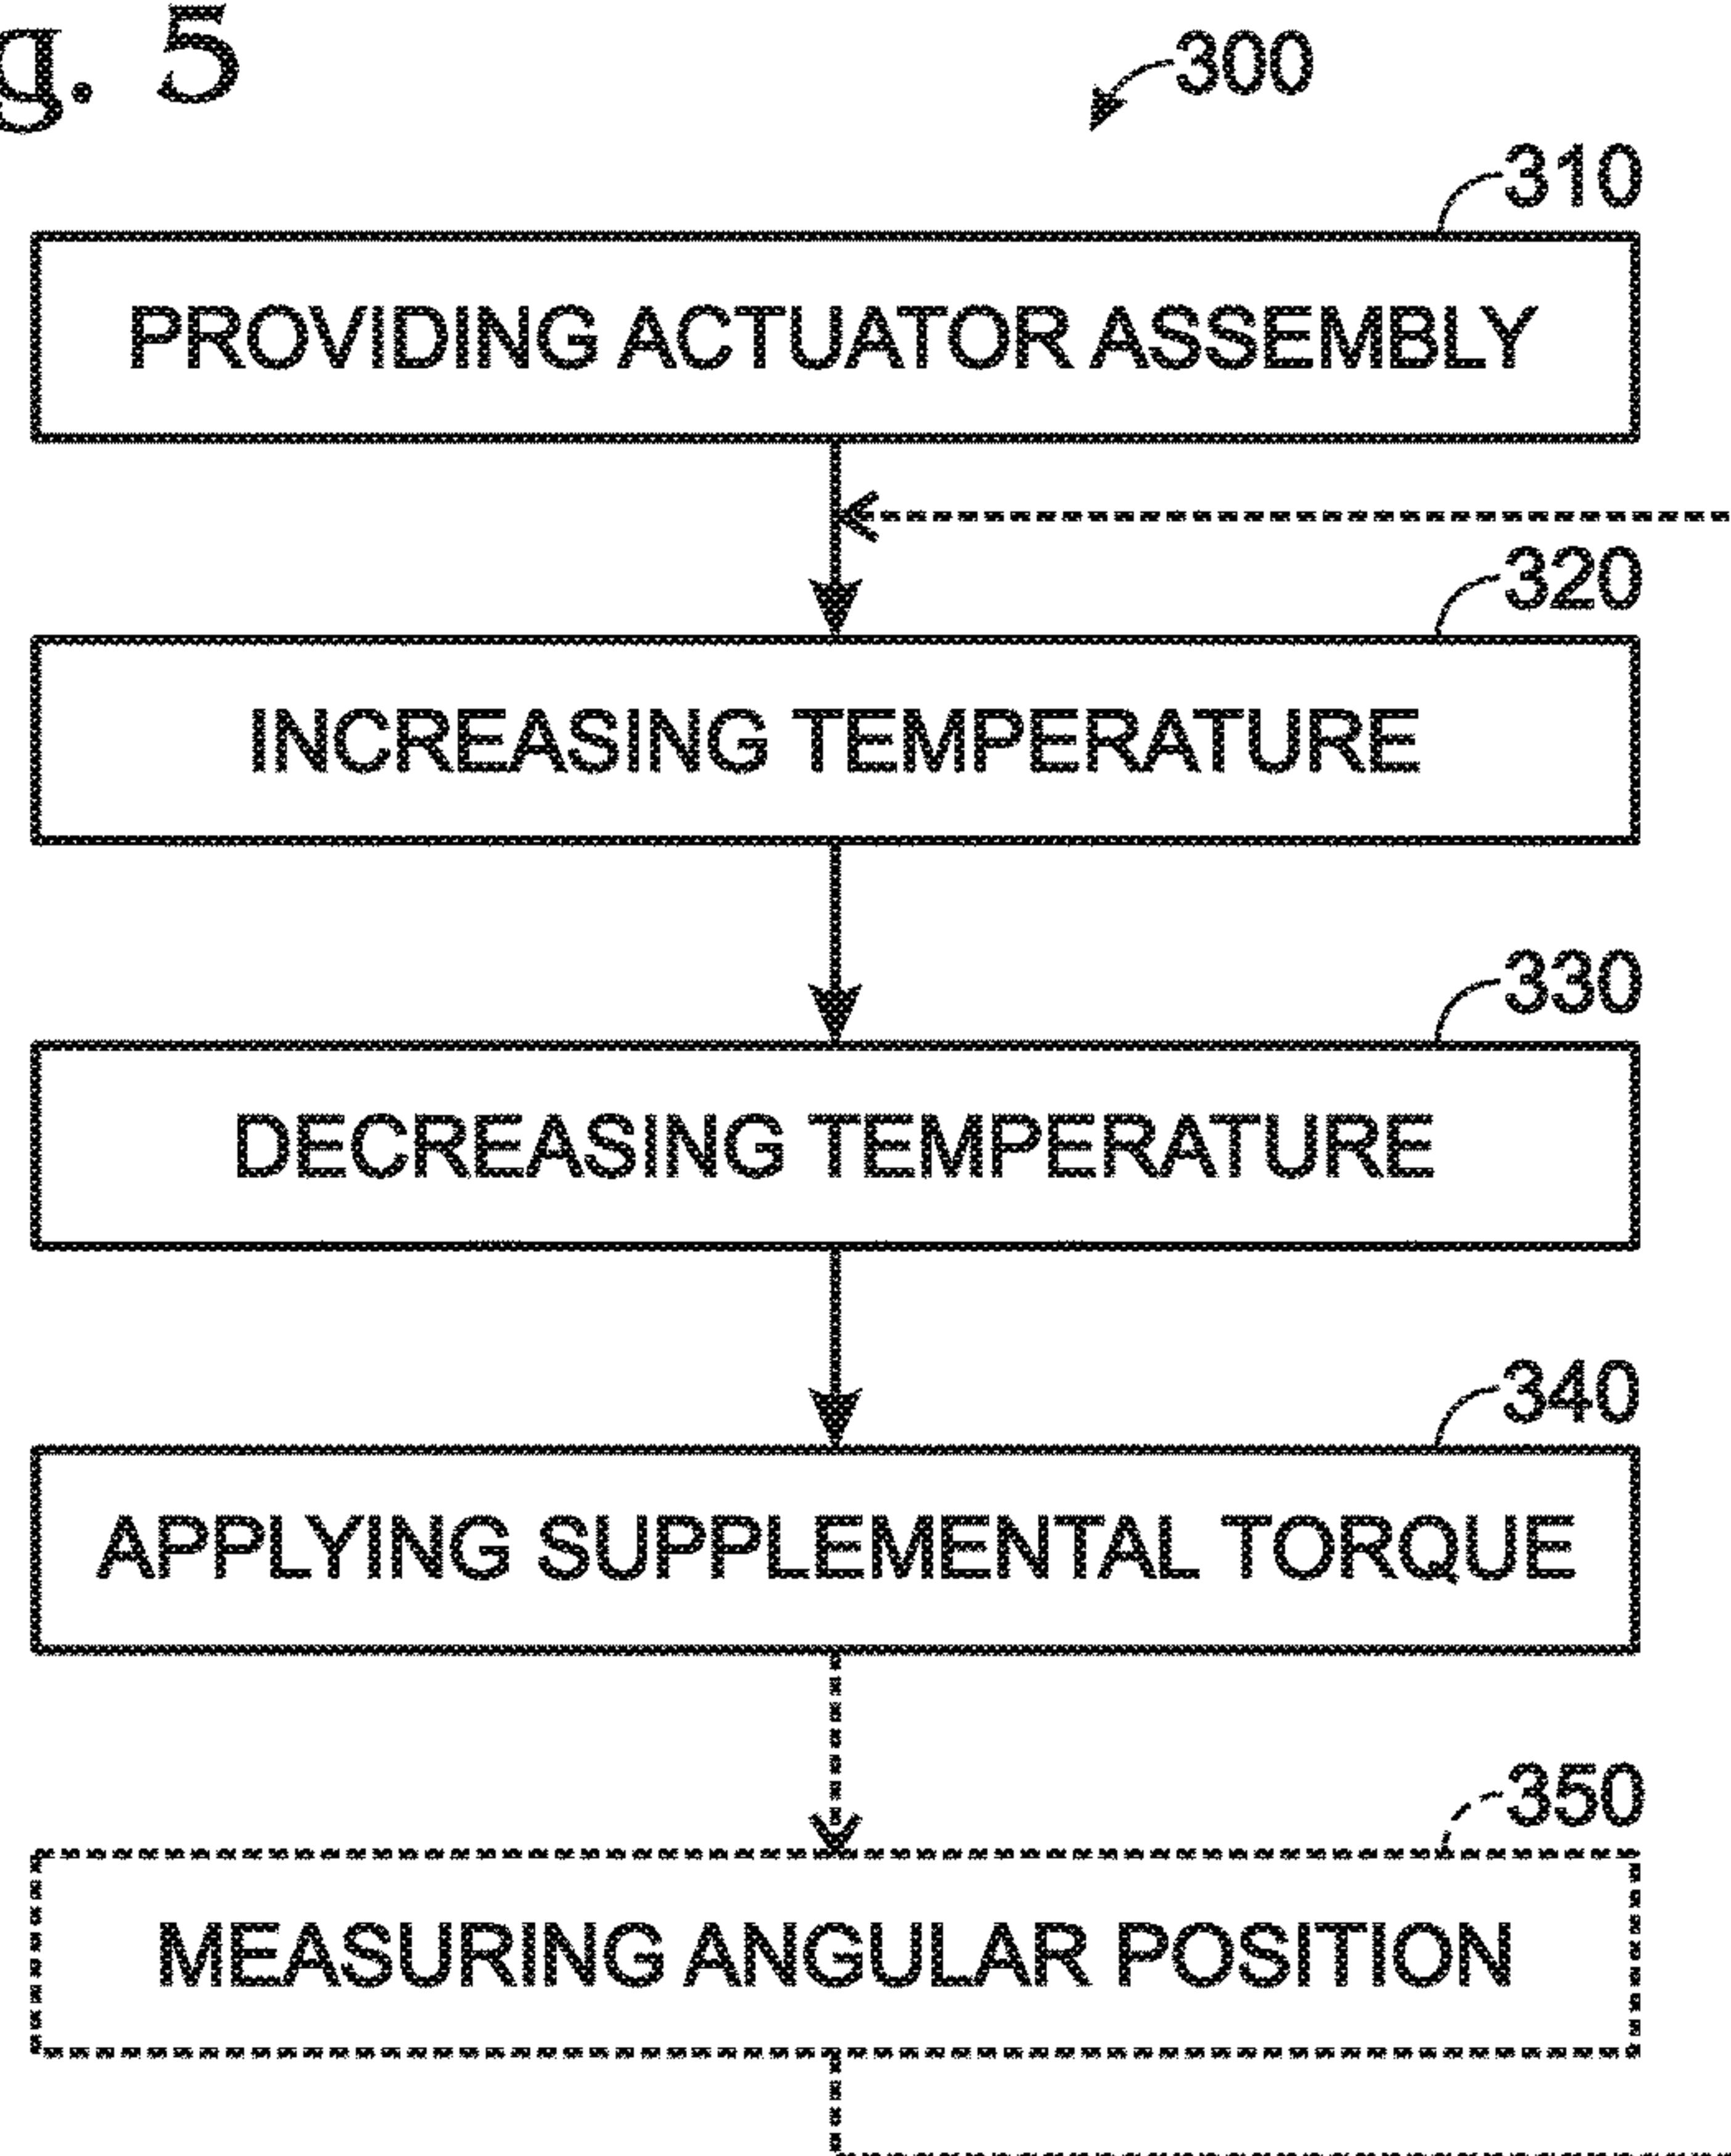 g. 5
300
310
PROVIDING ACTUATOR ASSEMBLY
320
INCREASING TEMPERATURE
330
DECREASING TEMPERATURE
340
APPLYING SUPPLEMENTAL TORQUE
350
MEASURING ANGULAR POSITION